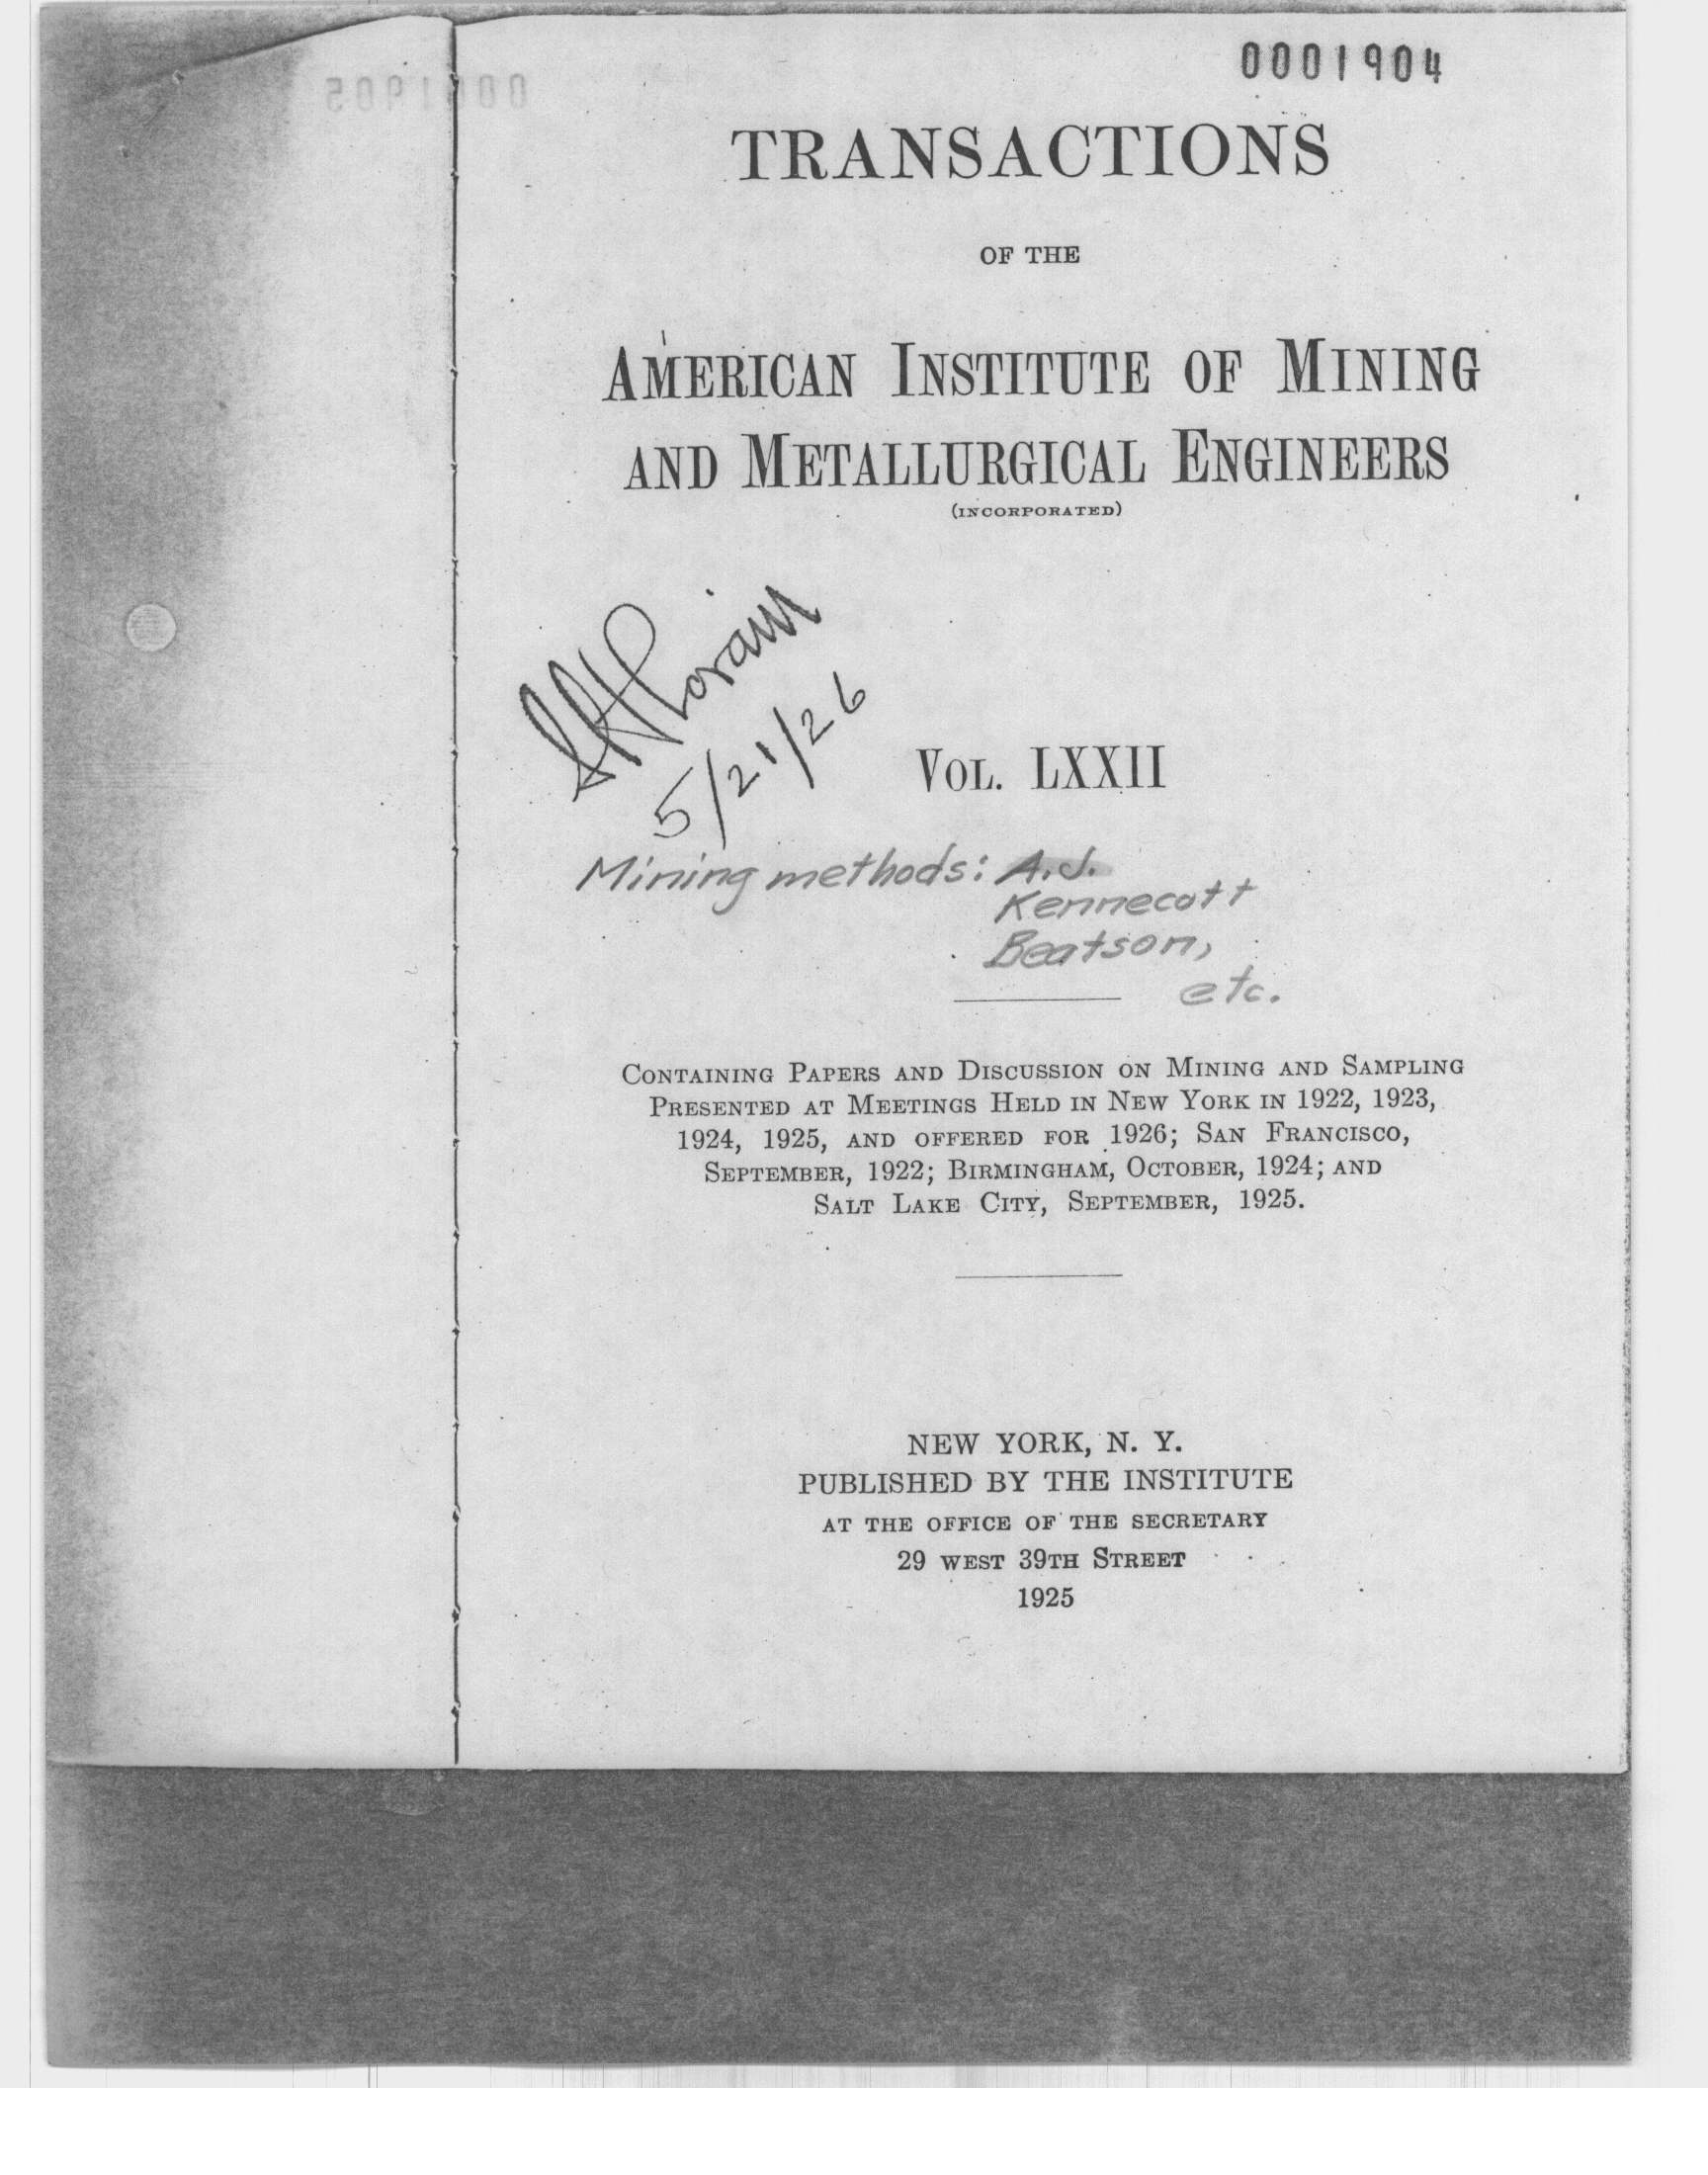 0001904
0001905
TRANSACTIONS
OF THE
AMERICAN INSTITUTE OF MINING
AND METALLURGICAL ENGINEERS
(INCORPORATED)
5/21/26
VOL. LXXII
Mining methods: A.J.
Kennecott
Beatson,
etc.
CONTAINING PAPERS AND DISCUSSION ON MINING AND SAMPLING
PRESENTED AT MEETINGS HELD IN NEW YORK IN 1922, 1923,
1924, 1925, AND OFFERED FOR 1926; SAN FRANCISCO,
SEPTEMBER, 1922; BIRMINGHAM, OCTOBER, 1924; AND
SALT LAKE CITY, SEPTEMBER, 1925.
NEW YORK, N. Y.
PUBLISHED BY THE INSTITUTE
AT THE OFFICE OF THE SECRETARY
29 WEST 39TH STREET
1925